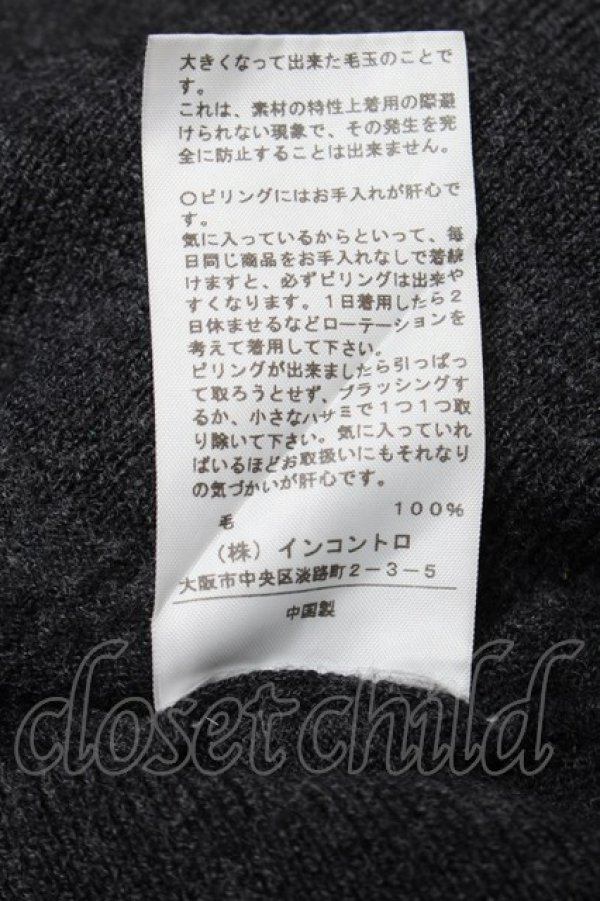 大きくなって出来た毛玉のことで
す。
これは、素材の特性上着用の際避
けられない現象で、その発生を完
全に防止することは出来ません。
○ピリングにはお手入れが肝心で
す。
気に入っているからといって、毎
日同じ商品をお手入れなしで着続
けますと、必ずピリングは出来や
すくなります。1日着用したら2
日休ませるなどローテーションを
考えて着用して下さい。
ピリングが出来ましたら引っぱっ
て取ろうとせず、ブラッシングす
るか、小さなハサミで1つ1つ取
り除いて下さい。気に入っていれ
ばいるほどお取扱いにもそれなり
の気づかいが肝心です。
毛 100%
(株) インコントロ
大阪市中央区淡路町2-3-5
中国製
closet child